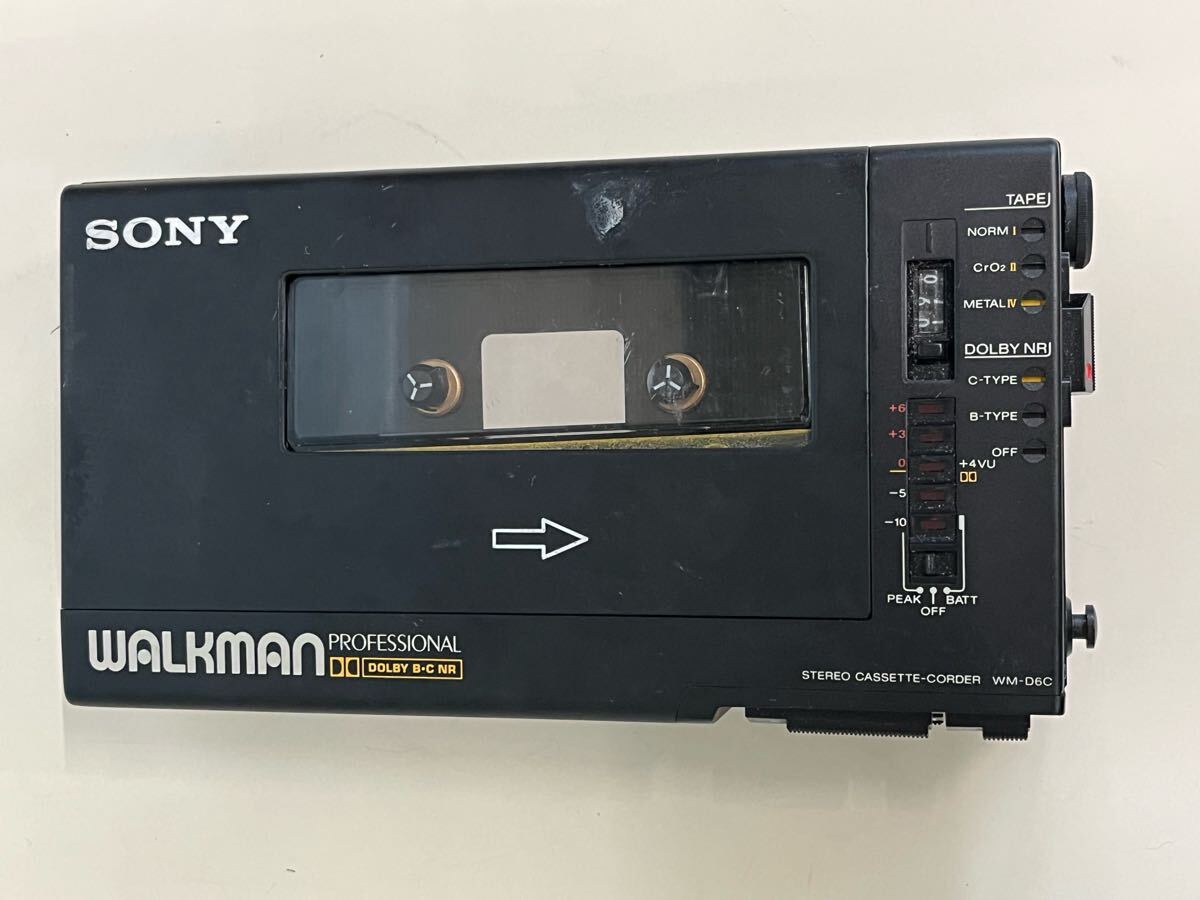 SONY
TAPE
NORM I
CrO2 II
METAL IV
DOLBY NR
C-TYPE
B-TYPE
OFF
+6
+3
0
+4VU
-5
-10
PEAK
OFF
BATT
WALKMAN PROFESSIONAL
DOLBY B·C NR
STEREO CASSETTE-CORDER WM-D6C